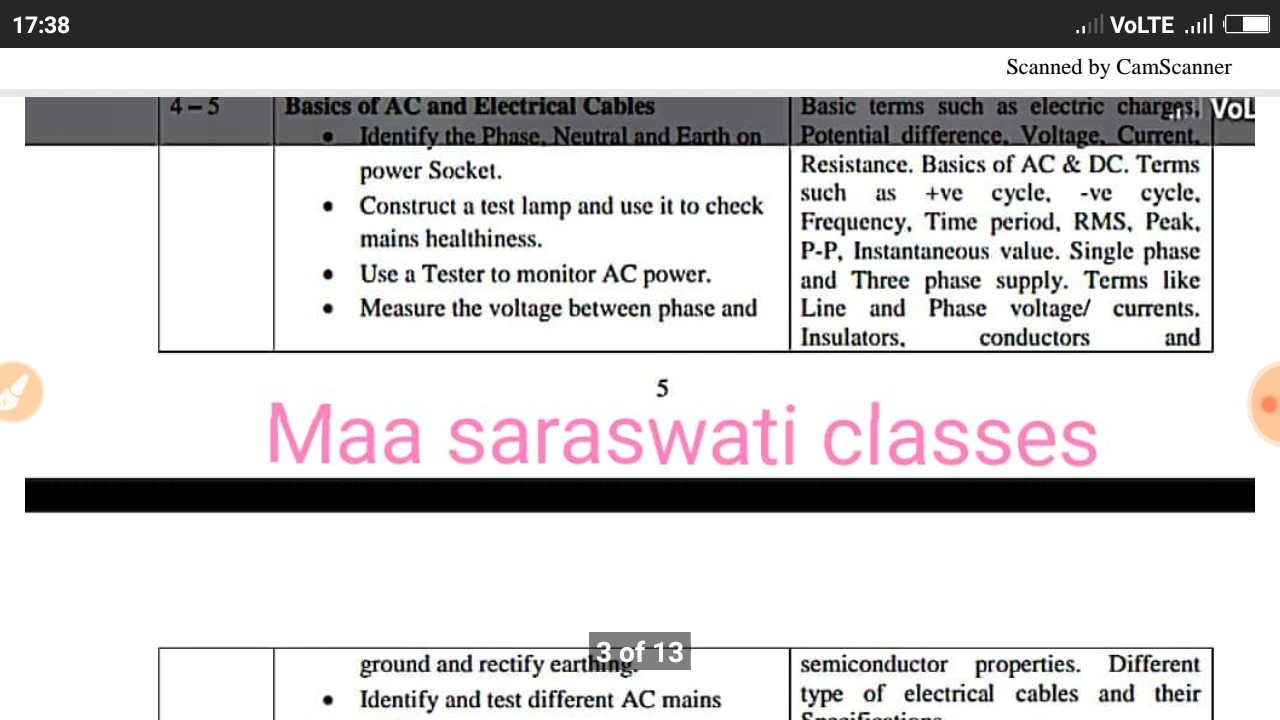 17:38
VoLTE
Scanned by CamScanner
4 – 5
Basics of AC and Electrical Cables
• Identify the Phase, Neutral and Earth on
power Socket.
• Construct a test lamp and use it to check
mains healthiness.
• Use a Tester to monitor AC power.
• Measure the voltage between phase and
Basic terms such as electric charges,
Potential difference, Voltage, Current,
Resistance. Basics of AC & DC. Terms
such as +ve cycle, -ve cycle,
Frequency, Time period, RMS, Peak,
P-P, Instantaneous value. Single phase
and Three phase supply. Terms like
Line and Phase voltage/ currents.
Insulators, conductors and
VoL
5
Maa saraswati classes
3 of 13
ground and rectify earthing.
• Identify and test different AC mains
semiconductor properties. Different
type of electrical cables and their
Specifications